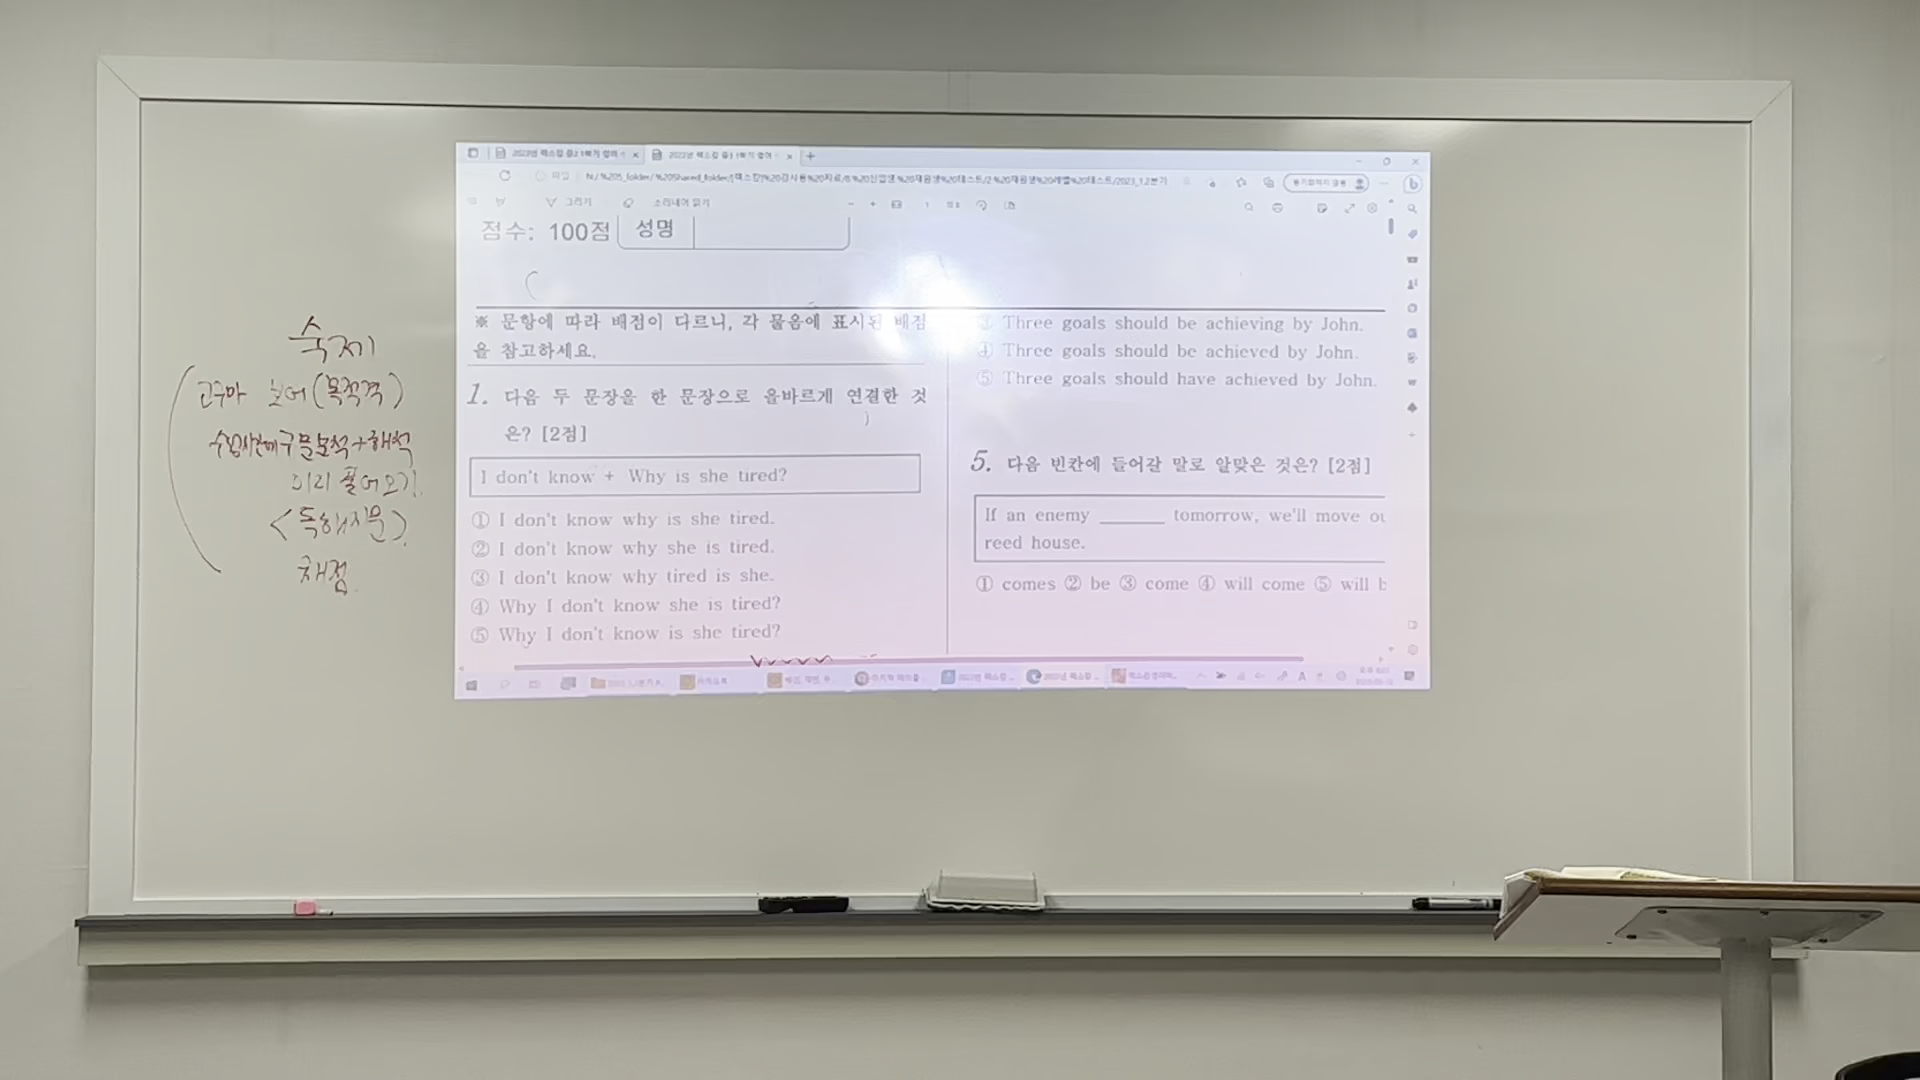 숙제
고구마 보어(목적격)
수업시간에 구문분석+해석
미리 풀어오기.
<독해지문>.
채점.
점수: 100점 성명
※ 문항에 따라 배점이 다르니, 각 물음에 표시된 배점
을 참고하세요.
1. 다음 두 문장을 한 문장으로 올바르게 연결한 것
은? [2점]
I don't know + Why is she tired?
① I don't know why is she tired.
② I don't know why she is tired.
③ I don't know why tired is she.
④ Why I don't know she is tired?
⑤ Why I don't know is she tired?
③ Three goals should be achieving by John.
④ Three goals should be achieved by John.
⑤ Three goals should have achieved by John.
5. 다음 빈칸에 들어갈 말로 알맞은 것은? [2점]
If an enemy ______ tomorrow, we'll move ou
reed house.
① comes ② be ③ come ④ will come ⑤ will b